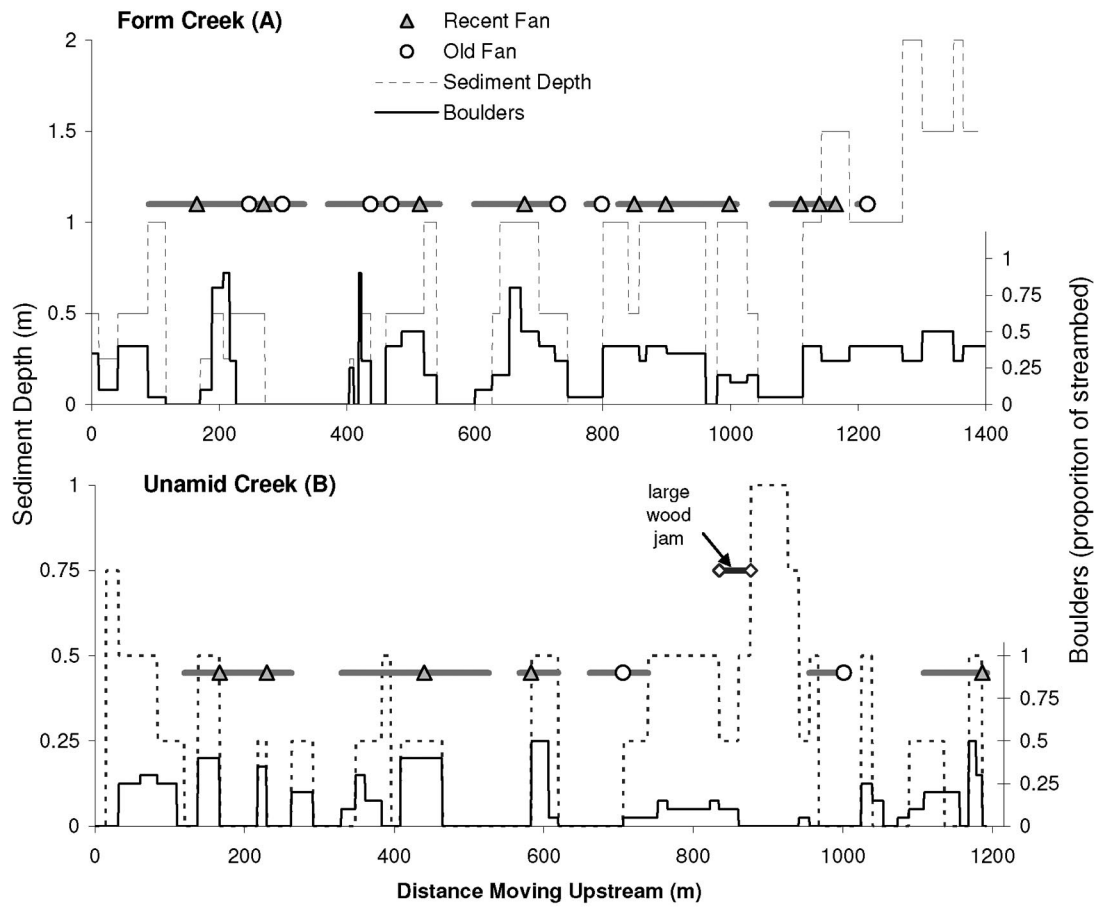 Form Creek (A)
Recent Fan
Old Fan
Sediment Depth
Boulders
2
1.5
1
0.5
0
1
0.75
0.5
0.25
0
0 200 400 600 800 1000 1200 1400
Sediment Depth (m)
Boulders (proporiton of streambed)
Unamid Creek (B)
large
wood
jam
1
0.75
0.5
0.25
0
1
0.75
0.5
0.25
0
0 200 400 600 800 1000 1200
Distance Moving Upstream (m)